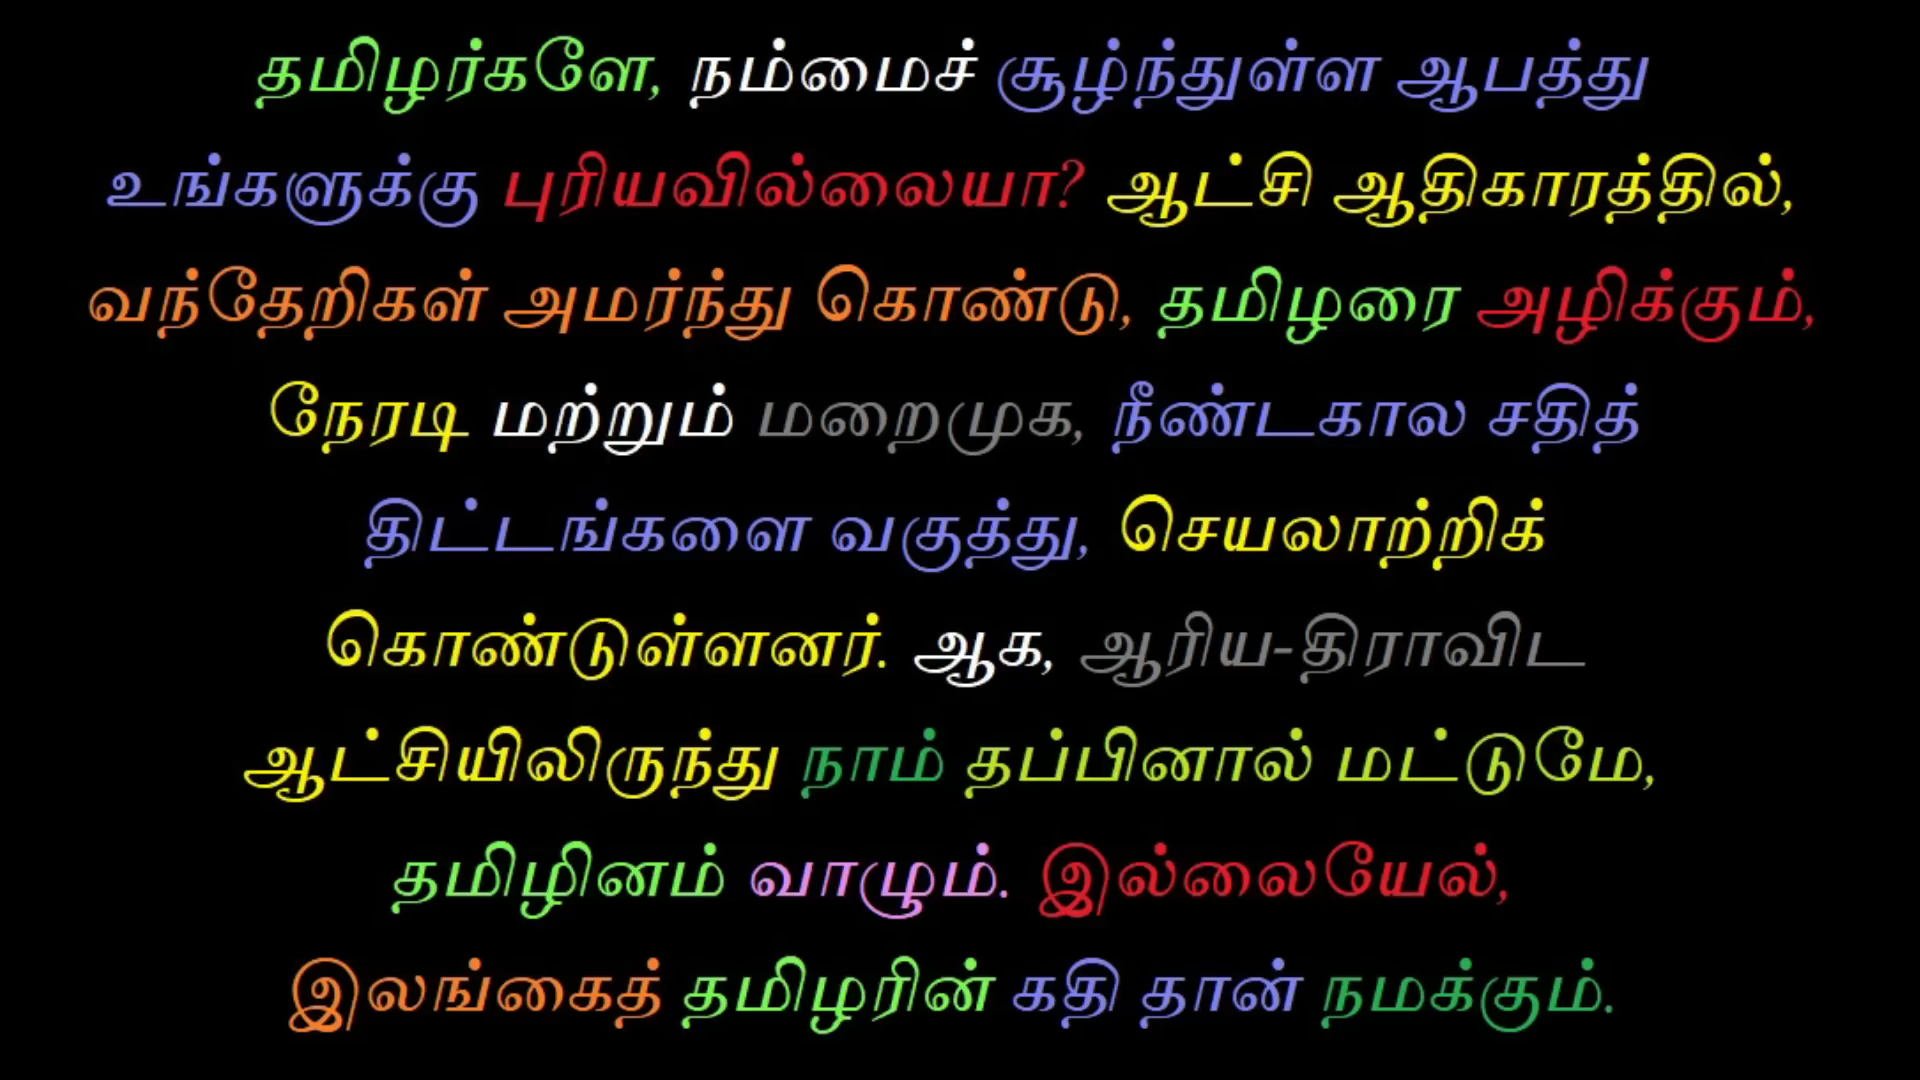 தமிழர்களே, நம்மைச் சூழ்ந்துள்ள ஆபத்து
உங்களுக்கு புரியவில்லையா? ஆட்சி ஆதிகாரத்தில்,
வந்தேறிகள் அமர்ந்து கொண்டு, தமிழரை அழிக்கும்,
நேரடி மற்றும் மறைமுக, நீண்டகால சதித்
திட்டங்களை வகுத்து, செயலாற்றிக்
கொண்டுள்ளனர். ஆக, ஆரிய-திராவிட
ஆட்சியிலிருந்து நாம் தப்பினால் மட்டுமே,
தமிழினம் வாழும். இல்லையேல்,
இலங்கைத் தமிழரின் கதி தான் நமக்கும்.